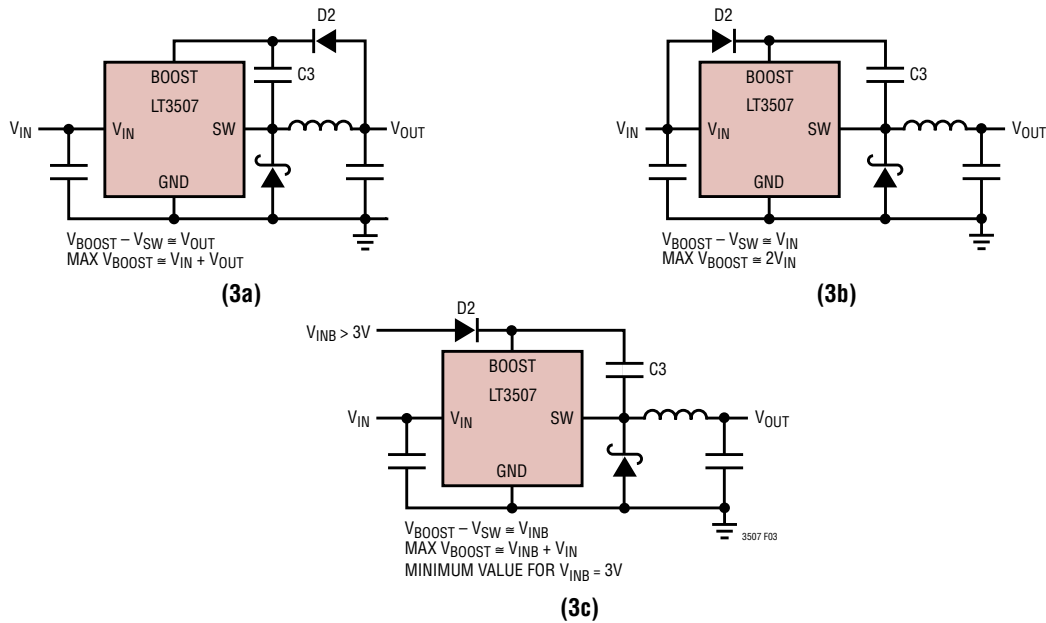 D2
BOOST
C3
LT3507
V_IN
V_IN
SW
V_OUT
GND
V_BOOST – V_SW ≅ V_OUT
MAX V_BOOST ≅ V_IN + V_OUT
(3a)
D2
BOOST
C3
LT3507
V_IN
V_IN
SW
V_OUT
GND
V_BOOST – V_SW ≅ V_IN
MAX V_BOOST ≅ 2V_IN
(3b)
D2
V_INB > 3V
BOOST
C3
LT3507
V_IN
V_IN
SW
V_OUT
GND
3507 F03
V_BOOST – V_SW ≅ V_INB
MAX V_BOOST ≅ V_INB + V_IN
MINIMUM VALUE FOR V_INB = 3V
(3c)